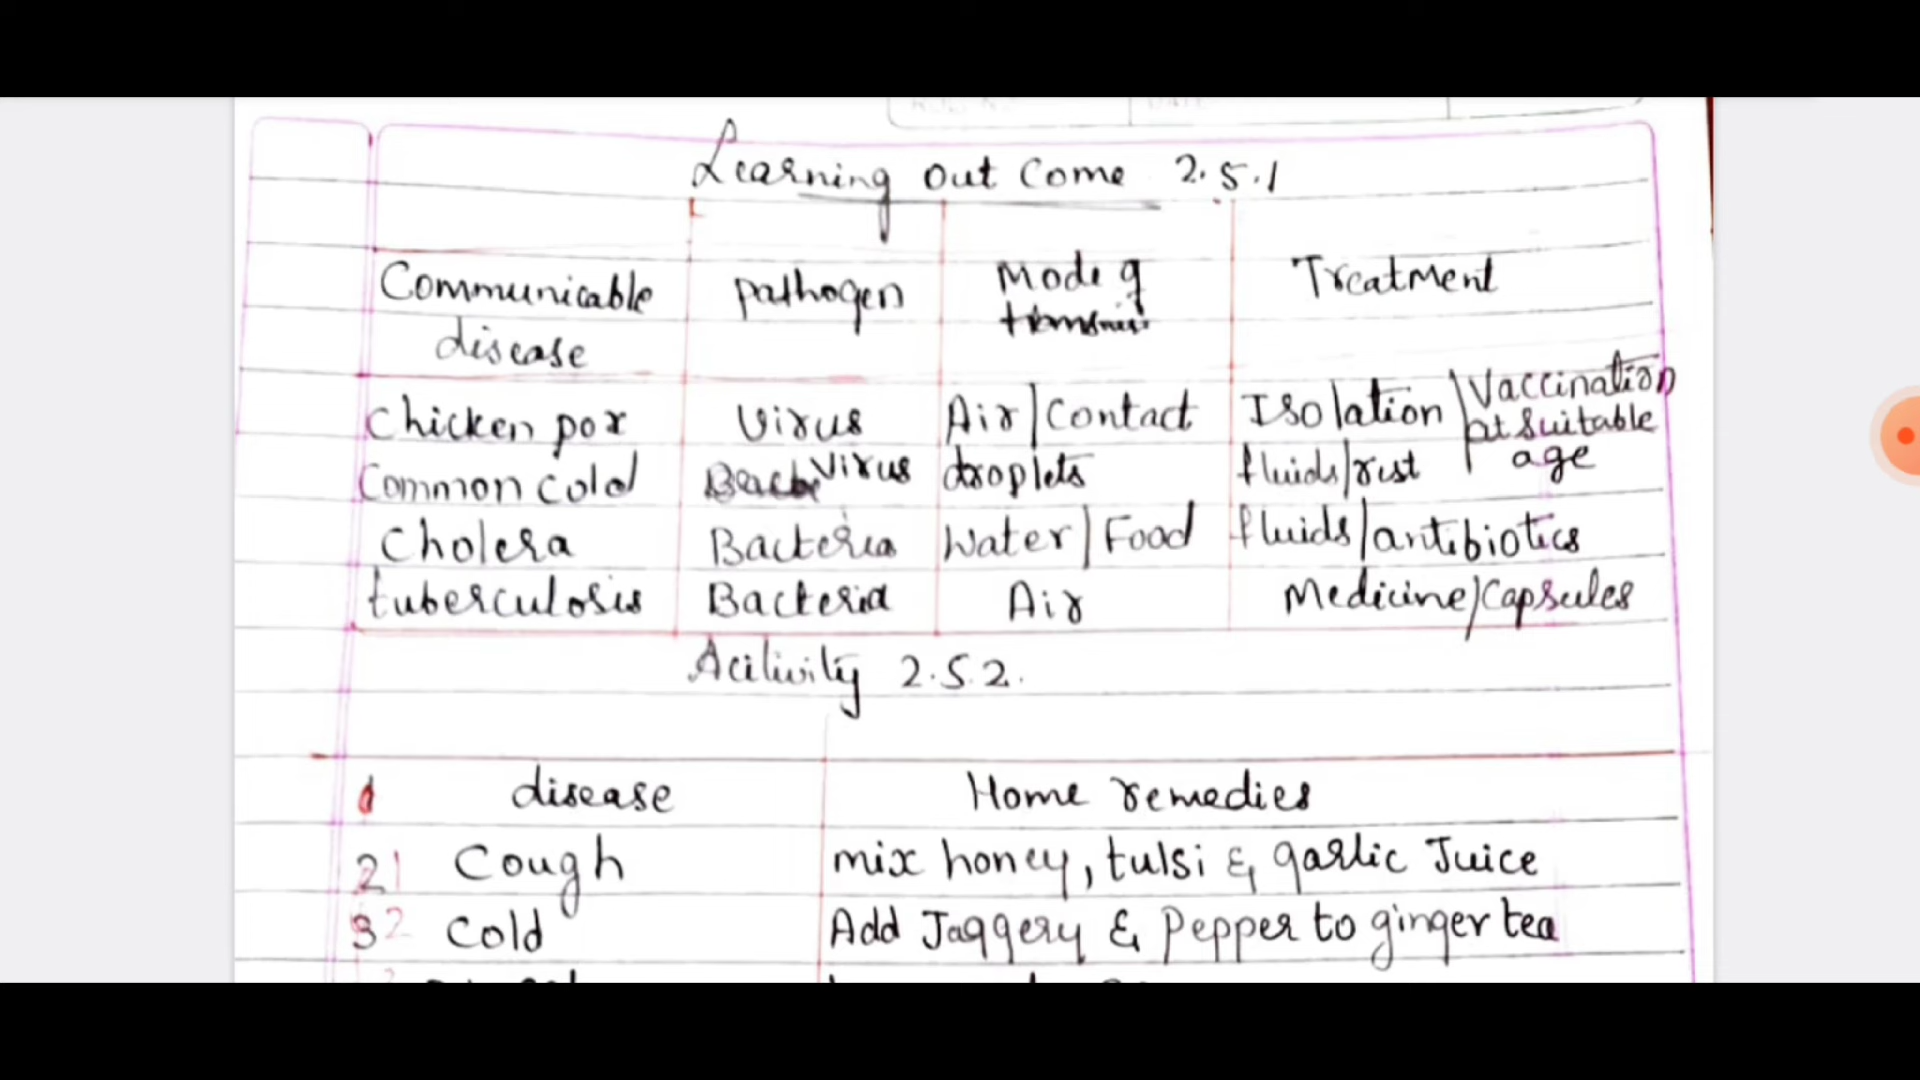 Learning out come 2.5.1
Communicable disease pathogen Mode of Treatment
Chicken pox Virus Air/Contact Isolation/Vaccination at suitable age
Common cold Virus droplets fluids/rest
Cholera Bacteria Water/Food fluids/antibiotics
tuberculosis Bacteria Air Medicine/Capsules
Acitivity 2.5.2.
disease Home remedies
1 Cough mix honey, tulsi & garlic Juice
2 Cold Add Jaggery & Pepper to ginger tea